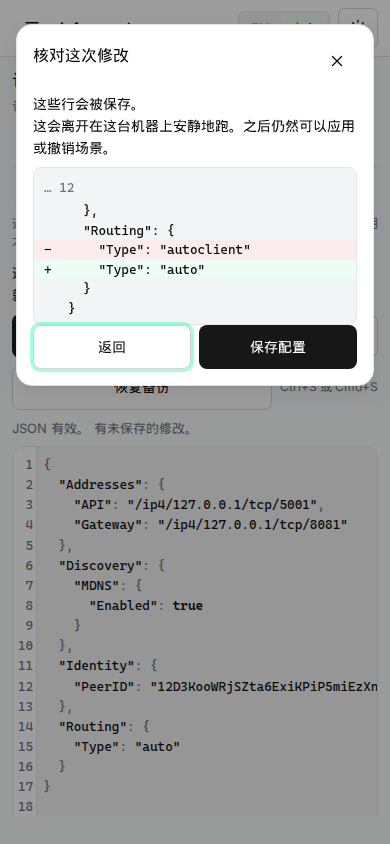 核对这次修改
这些行会被保存。
这会离开在这台机器上安静地跑。之后仍然可以应用
或撤销场景。
… 12
},
"Routing": {
− "Type": "autoclient"
+ "Type": "auto"
}
}
返回
保存配置
恢复备份
Ctrl+S 或 Cmd+S
JSON 有效。 有未保存的修改。
1 {
2 "Addresses": {
3 "API": "/ip4/127.0.0.1/tcp/5001",
4 "Gateway": "/ip4/127.0.0.1/tcp/8081"
5 },
6 "Discovery": {
7 "MDNS": {
8 "Enabled": true
9 }
10 },
11 "Identity": {
12 "PeerID": "12D3KooWRjSZta6ExiKPiP5miEzXn
13 },
14 "Routing": {
15 "Type": "auto"
16 }
17 }
18